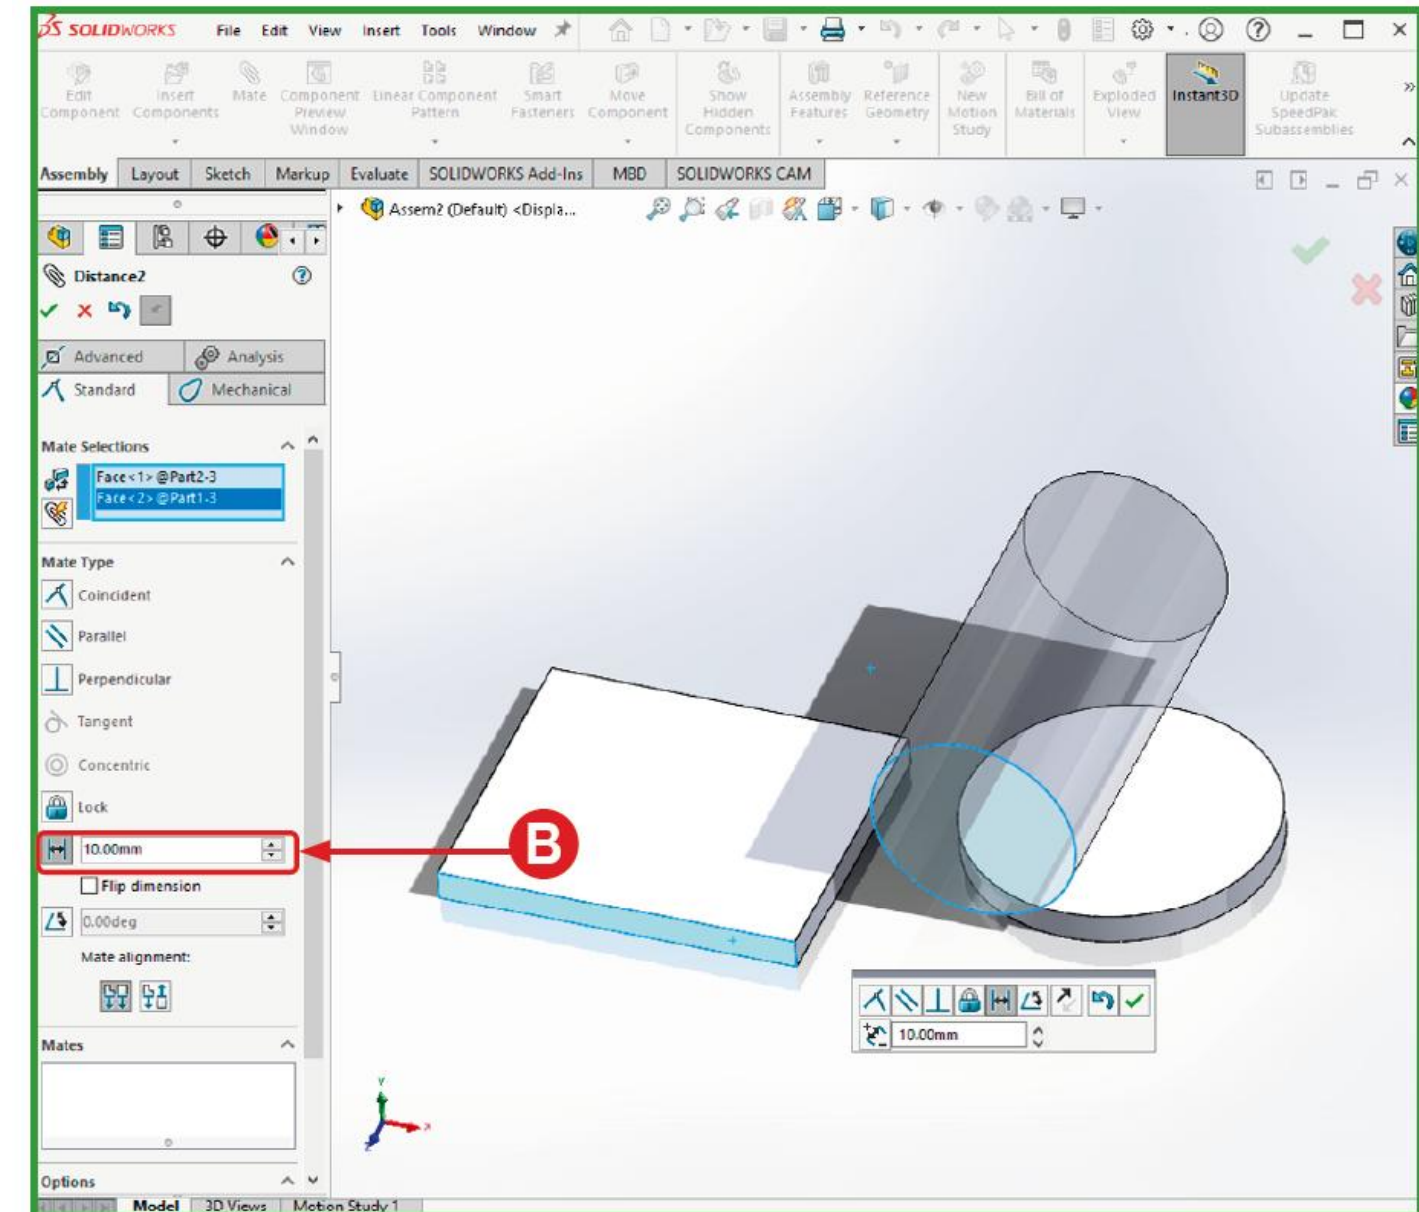 SOLIDWORKS File Edit View Insert Tools Window
Edit Component
Insert Components
Mate
Component Preview Window
Linear Component Pattern
Smart Fasteners
Move Component
Show Hidden Components
Assembly Features
Reference Geometry
New Motion Study
Bill of Materials
Exploded View
Instant3D
Update SpeedPak Subassemblies
Assembly Layout Sketch Markup Evaluate SOLIDWORKS Add-Ins MBD SOLIDWORKS CAM
Assem2 (Default) <Displa...
Distance2
Advanced Analysis
Standard Mechanical
Mate Selections
Face<1>@Part2-3
Face<2>@Part1-3
Mate Type
Coincident
Parallel
Perpendicular
Tangent
Concentric
Lock
10.00mm
B
Flip dimension
0.00deg
Mate alignment:
10.00mm
Mates
Y
X
Z
Options
Model 3D Views Motion Study 1